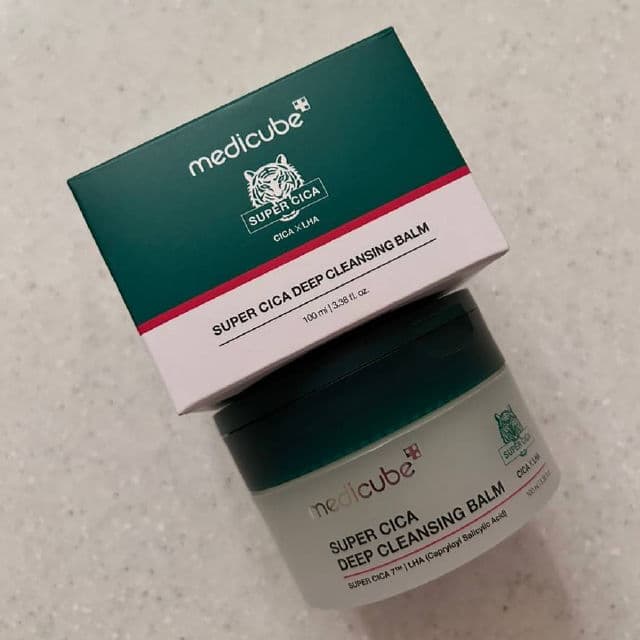 medicube
SUPER CICA
CICA X LHA
SUPER CICA DEEP CLEANSING BALM
100 ml | 3.38 fl. oz.
medicube
SUPER CICA
DEEP CLEANSING BALM
SUPER CICA 7™ | LHA (Capryloyl Salicylic Acid)
SUPER CICA
CICA X LHA